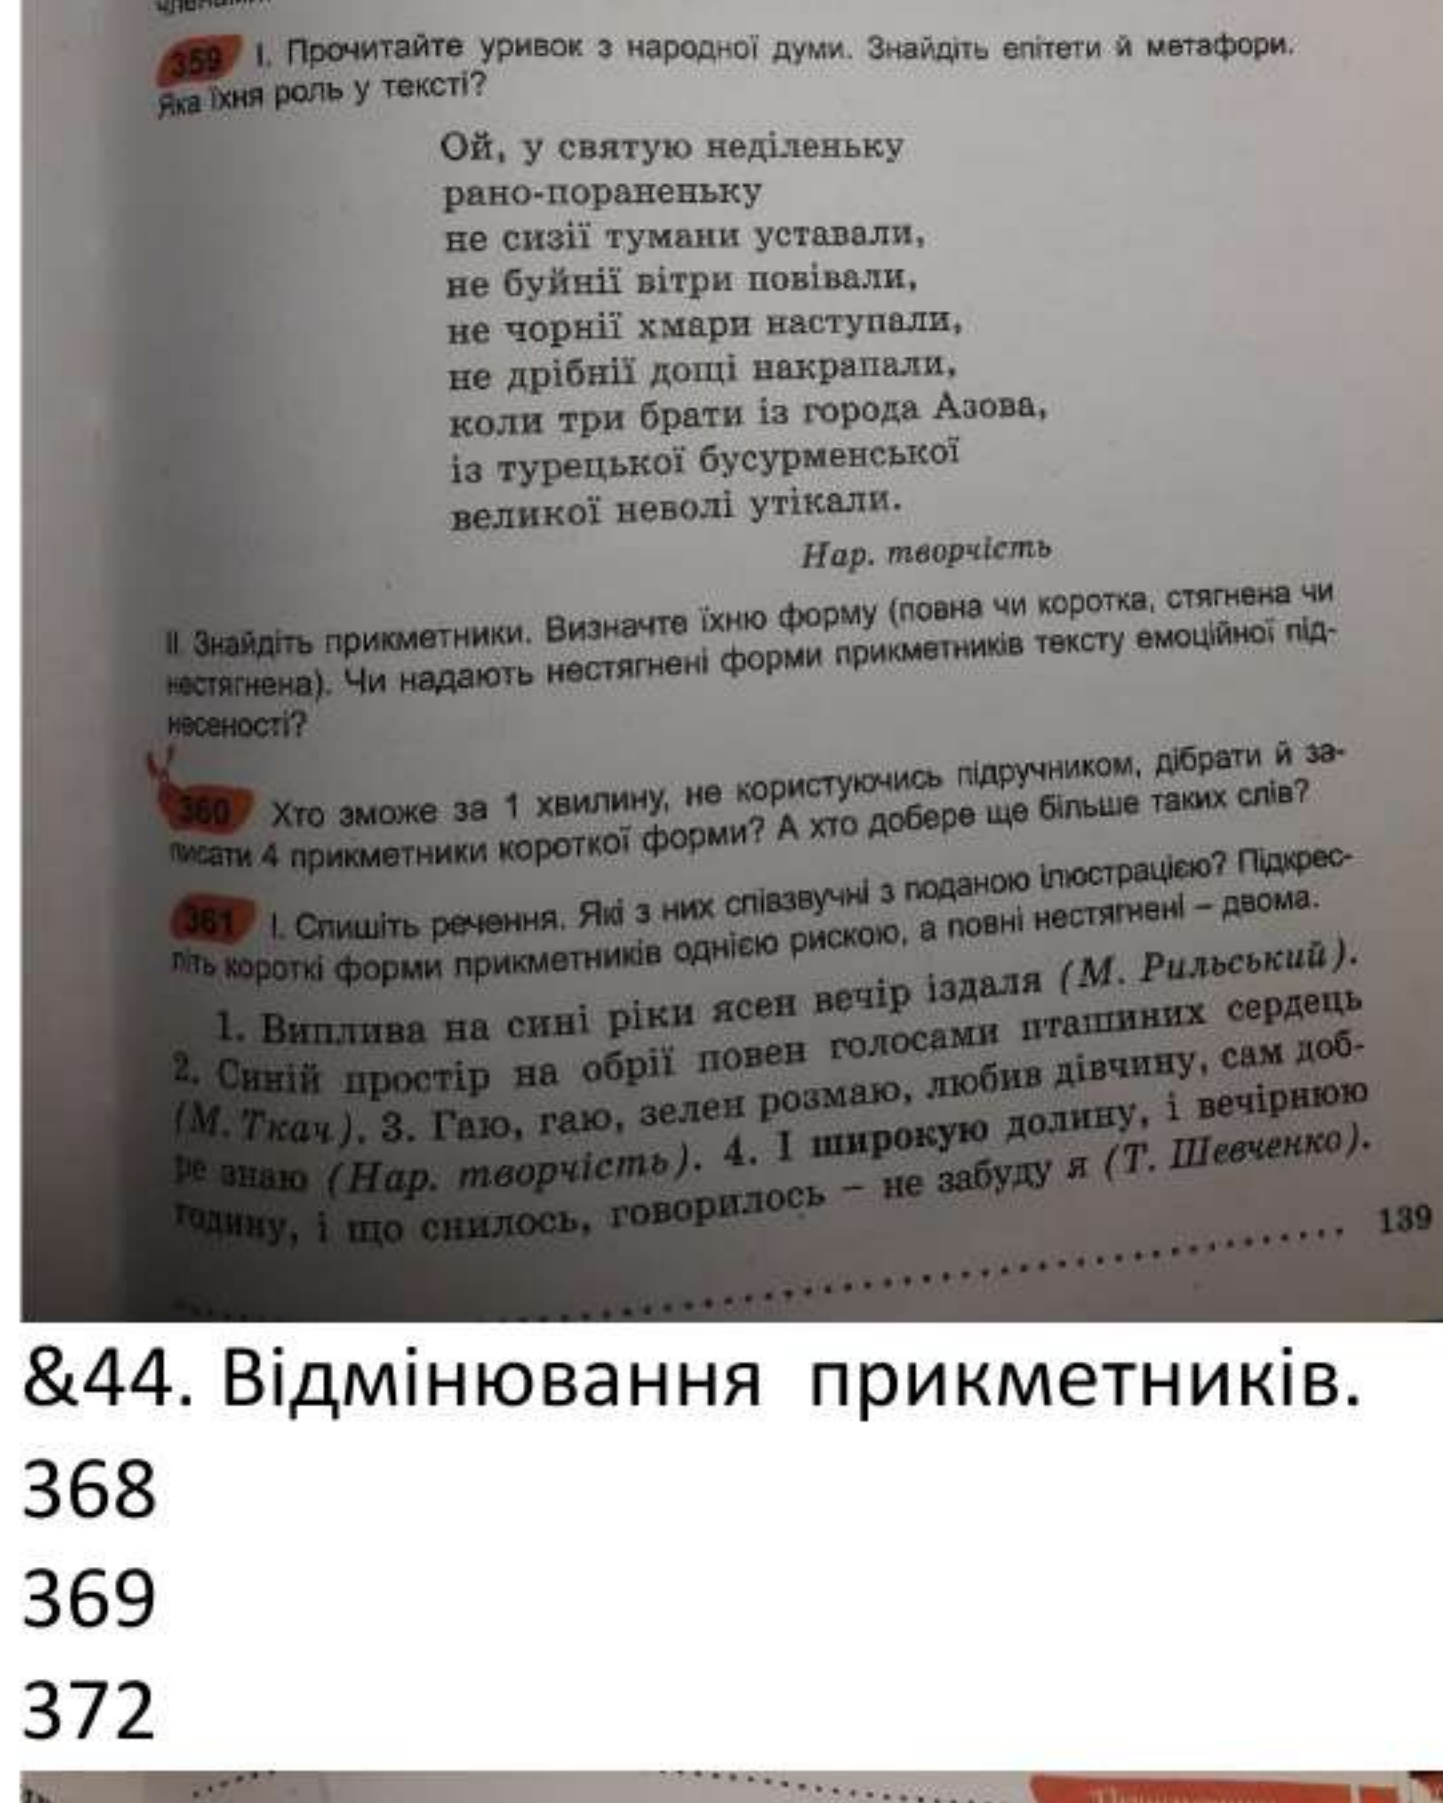 359 І. Прочитайте уривок з народної думи. Знайдіть епітети й метафори.
Яка їхня роль у тексті?
Ой, у святую неділеньку
рано-пораненьку
не сизії тумани уставали,
не буйнії вітри повівали,
не чорнії хмари наступали,
не дрібнії дощі накрапали,
коли три брати із города Азова,
із турецької бусурменської
великої неволі утікали.
Нар. творчість
ІІ. Знайдіть прикметники. Визначте їхню форму (повна чи коротка, стягнена чи
нестягнена). Чи надають нестягнені форми прикметників тексту емоційної під-
несеності?
360 Хто зможе за 1 хвилину, не користуючись підручником, дібрати й за-
писати 4 прикметники короткої форми? А хто добере ще більше таких слів?
361 І. Спишіть речення. Які з них співзвучні з поданою ілюстрацією? Підкрес-
літь короткі форми прикметників однією рискою, а повні нестягнені – двома.
1. Виплива на сині ріки ясен вечір іздаля (М. Рильський).
2. Синій простір на обрії повен голосами пташиних сердець
(М. Ткач). 3. Гаю, гаю, зелен розмаю, любив дівчину, сам доб-
ре знаю (Нар. творчість). 4. І широкую долину, і вечірнюю
годину, і що снилось, говорилось – не забуду я (Т. Шевченко).
139
&44. Відмінювання прикметників.
368
369
372